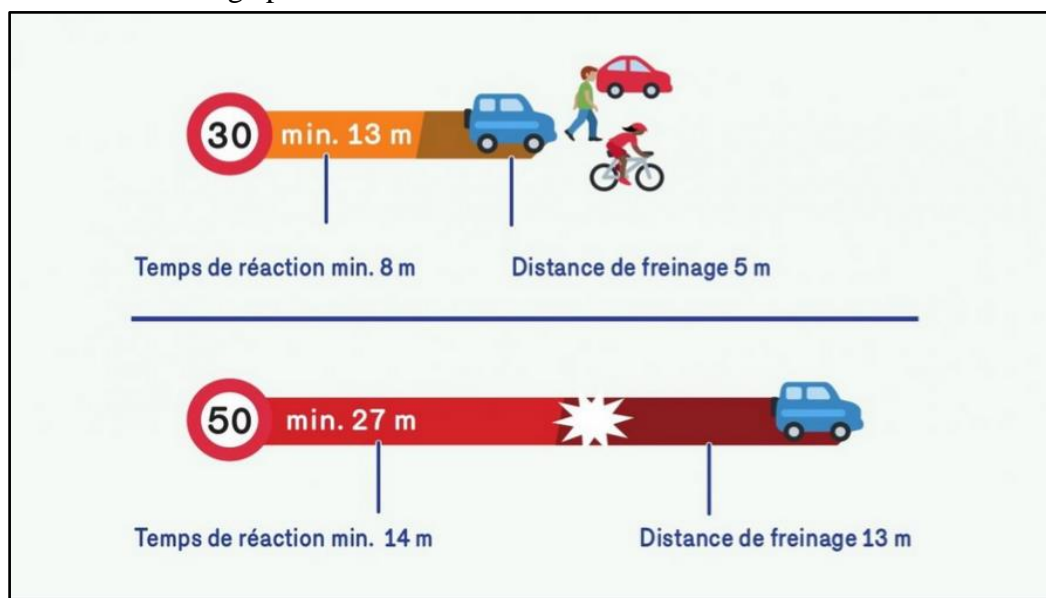 30
min. 13 m
Temps de réaction min. 8 m
Distance de freinage 5 m
50
min. 27 m
Temps de réaction min. 14 m
Distance de freinage 13 m